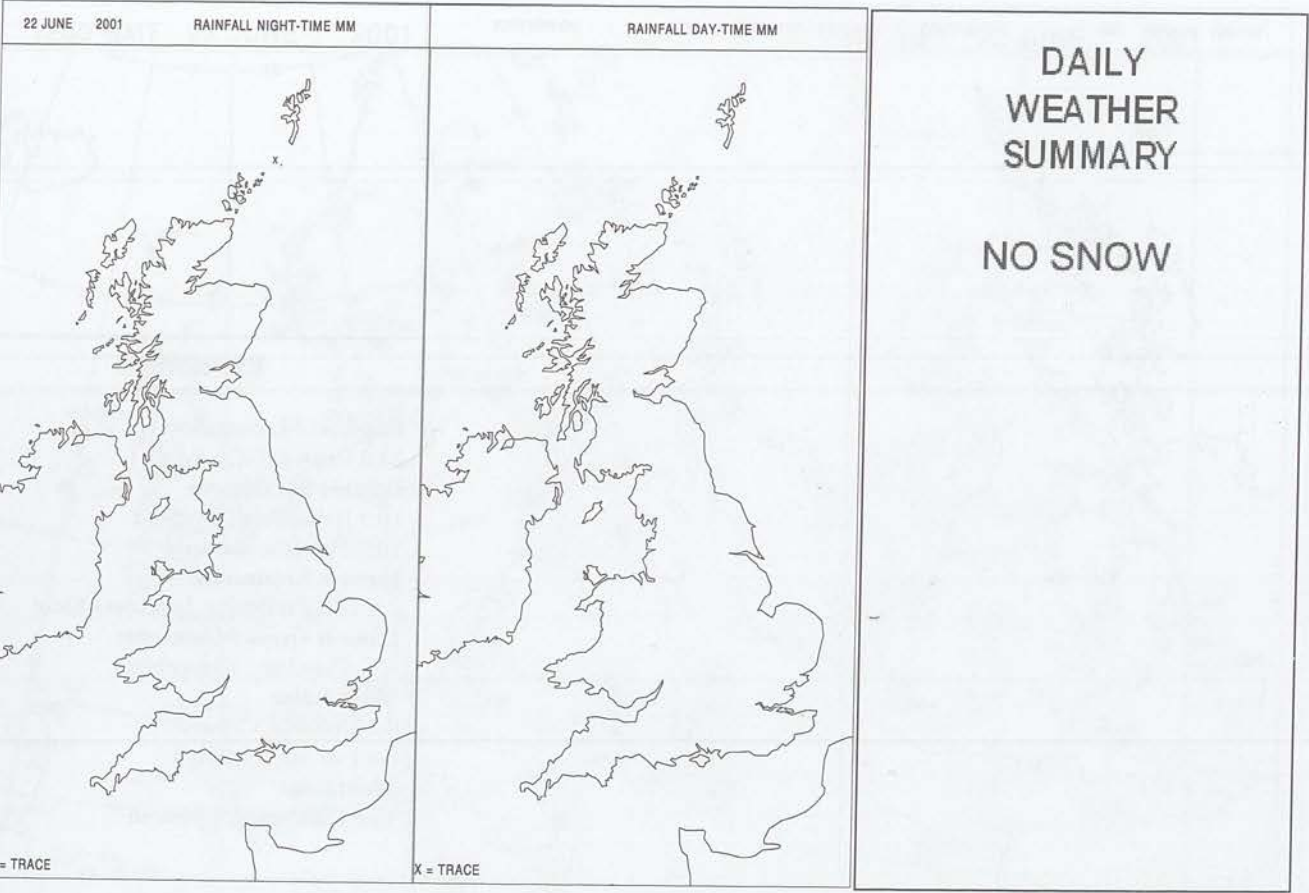 22 JUNE 2001 RAINFALL NIGHT-TIME MM
X
= TRACE
RAINFALL DAY-TIME MM
X = TRACE
DAILY
WEATHER
SUMMARY
NO SNOW